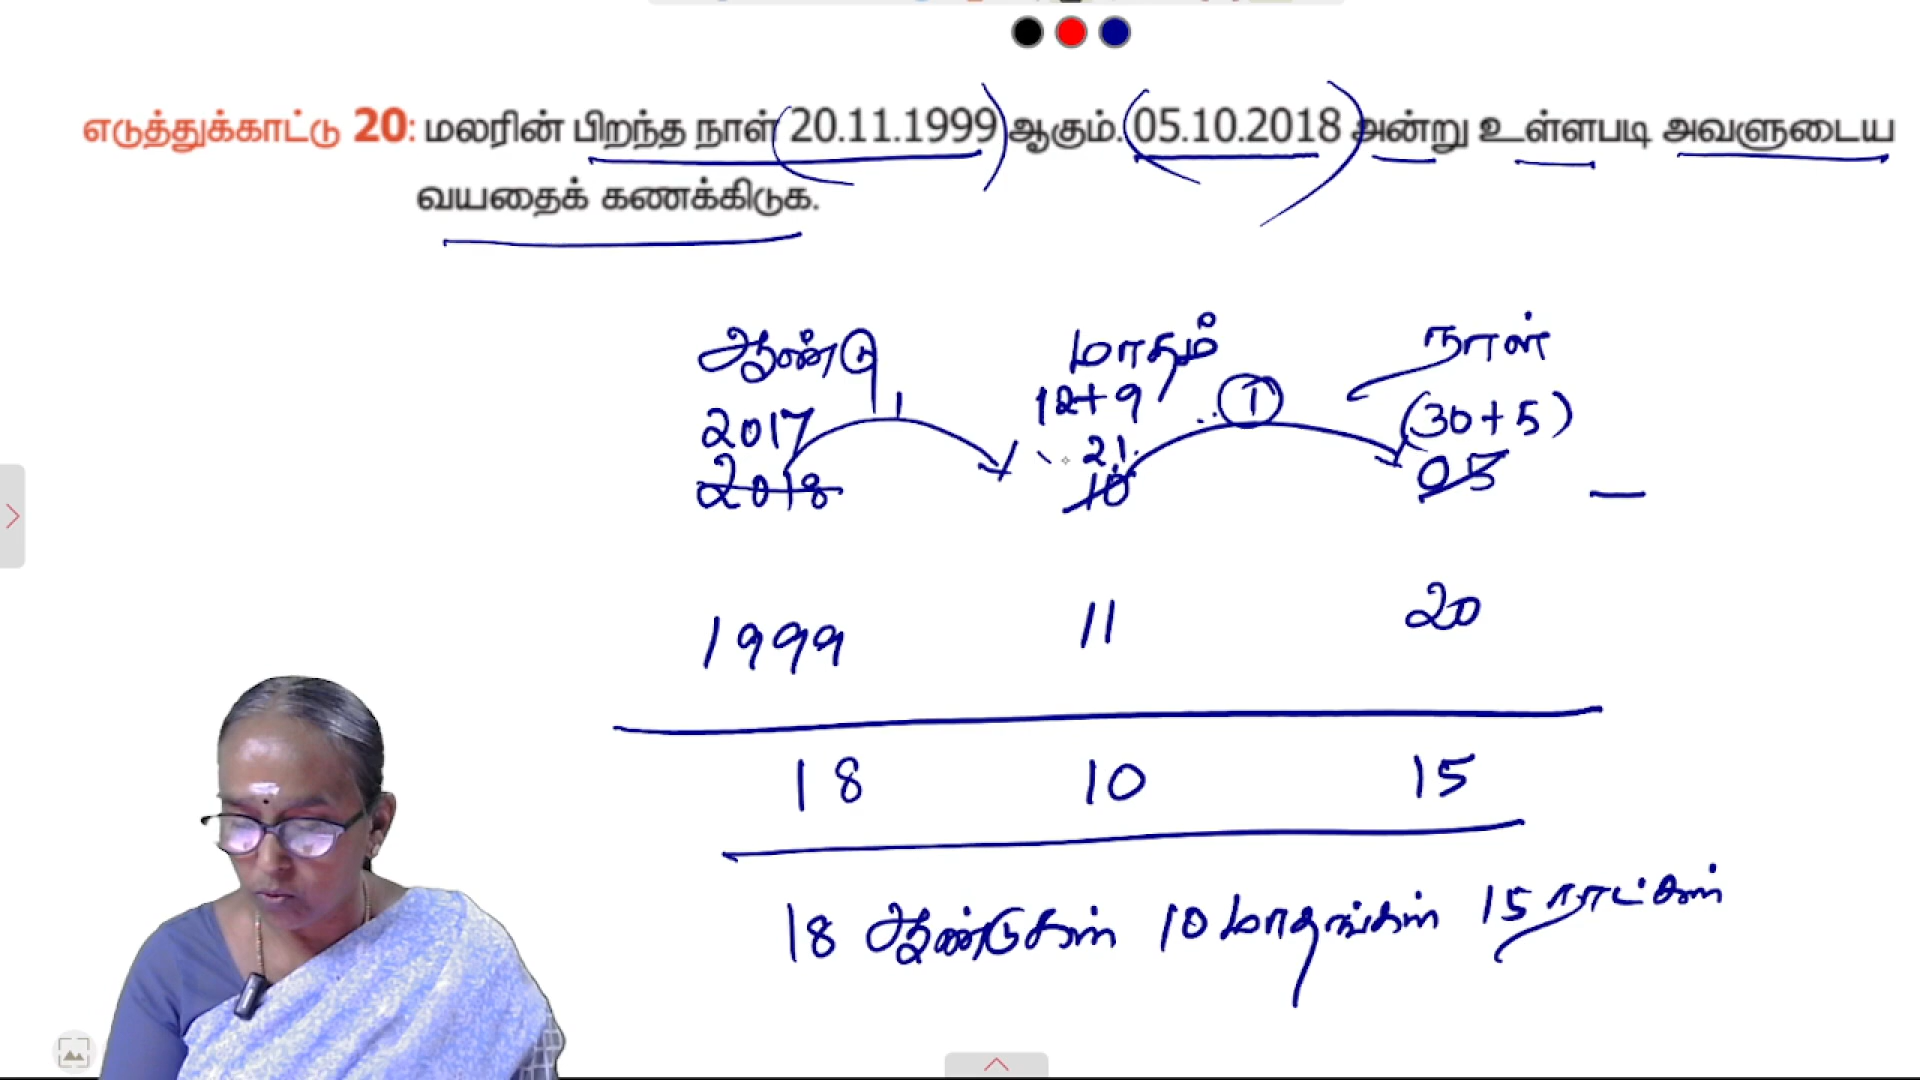 எடுத்துக்காட்டு 20: மலரின் பிறந்த நாள் 20.11.1999 ஆகும். 05.10.2018 அன்று உள்ளபடி அவளுடைய
வயதைக் கணக்கிடுக.
ஆண்டு மாதம் நாள்
1 12+9 1 (30+5)
2017 21
2018 10 05 –
1999 11 20
18 10 15
18 ஆண்டுகள் 10 மாதங்கள் 15 நாட்கள்